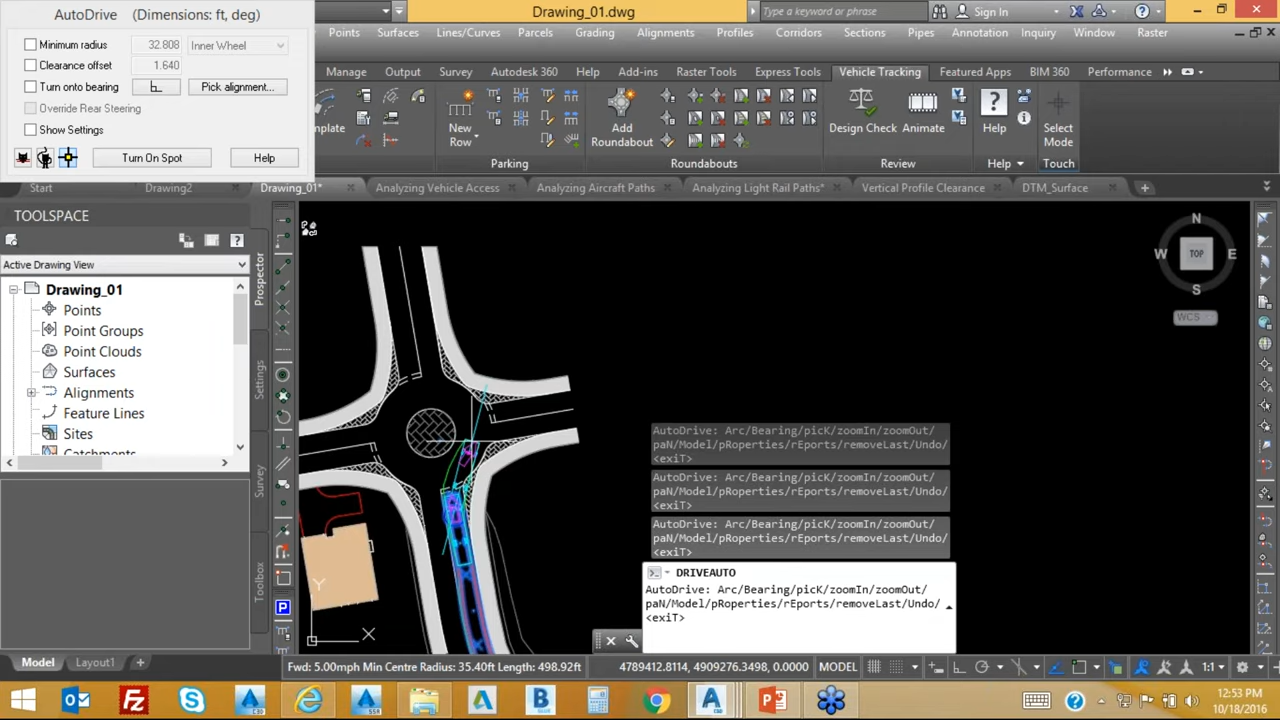 AutoDrive (Dimensions: ft, deg)
Minimum radius 32.808 Inner Wheel
Clearance offset 1.640
Turn onto bearing Pick alignment...
Override Rear Steering
Show Settings
Turn On Spot Help
Drawing_01.dwg
Type a keyword or phrase
Sign In
Points Surfaces Lines/Curves Parcels Grading Alignments Profiles Corridors Sections Pipes Annotation Inquiry Window Raster
Manage Output Survey Autodesk 360 Help Add-ins Raster Tools Express Tools Vehicle Tracking Featured Apps BIM 360 Performance
New
Add Roundabout
Design Check Animate
Help
Select Mode
Parking Roundabouts Review Help Touch
Start Drawing2 Drawing_01* Analyzing Vehicle Access Analyzing Aircraft Paths Analyzing Light Rail Paths* Vertical Profile Clearance DTM_Surface
TOOLSPACE
Active Drawing View
Drawing_01
Points
Point Groups
Point Clouds
Surfaces
Alignments
Feature Lines
Sites
Catchments
Prospector
Settings
Survey
Toolbox
N
W TOP E
S
WCS
Y
X
AutoDrive: Arc/Bearing/picK/zoomIn/zoomOut/
paN/Model/pRoperties/rEports/removeLast/Undo/
<exiT>
AutoDrive: Arc/Bearing/picK/zoomIn/zoomOut/
paN/Model/pRoperties/rEports/removeLast/Undo/
<exiT>
AutoDrive: Arc/Bearing/picK/zoomIn/zoomOut/
paN/Model/pRoperties/rEports/removeLast/Undo/
<exiT>
DRIVEAUTO
AutoDrive: Arc/Bearing/picK/zoomIn/zoomOut/
paN/Model/pRoperties/rEports/removeLast/Undo/
<exiT>
Model Layout1
Fwd: 5.00mph Min Centre Radius: 35.40ft Length: 498.92ft 4789412.8114, 4909276.3498, 0.0000 MODEL 1:1
12:53 PM
10/18/2016